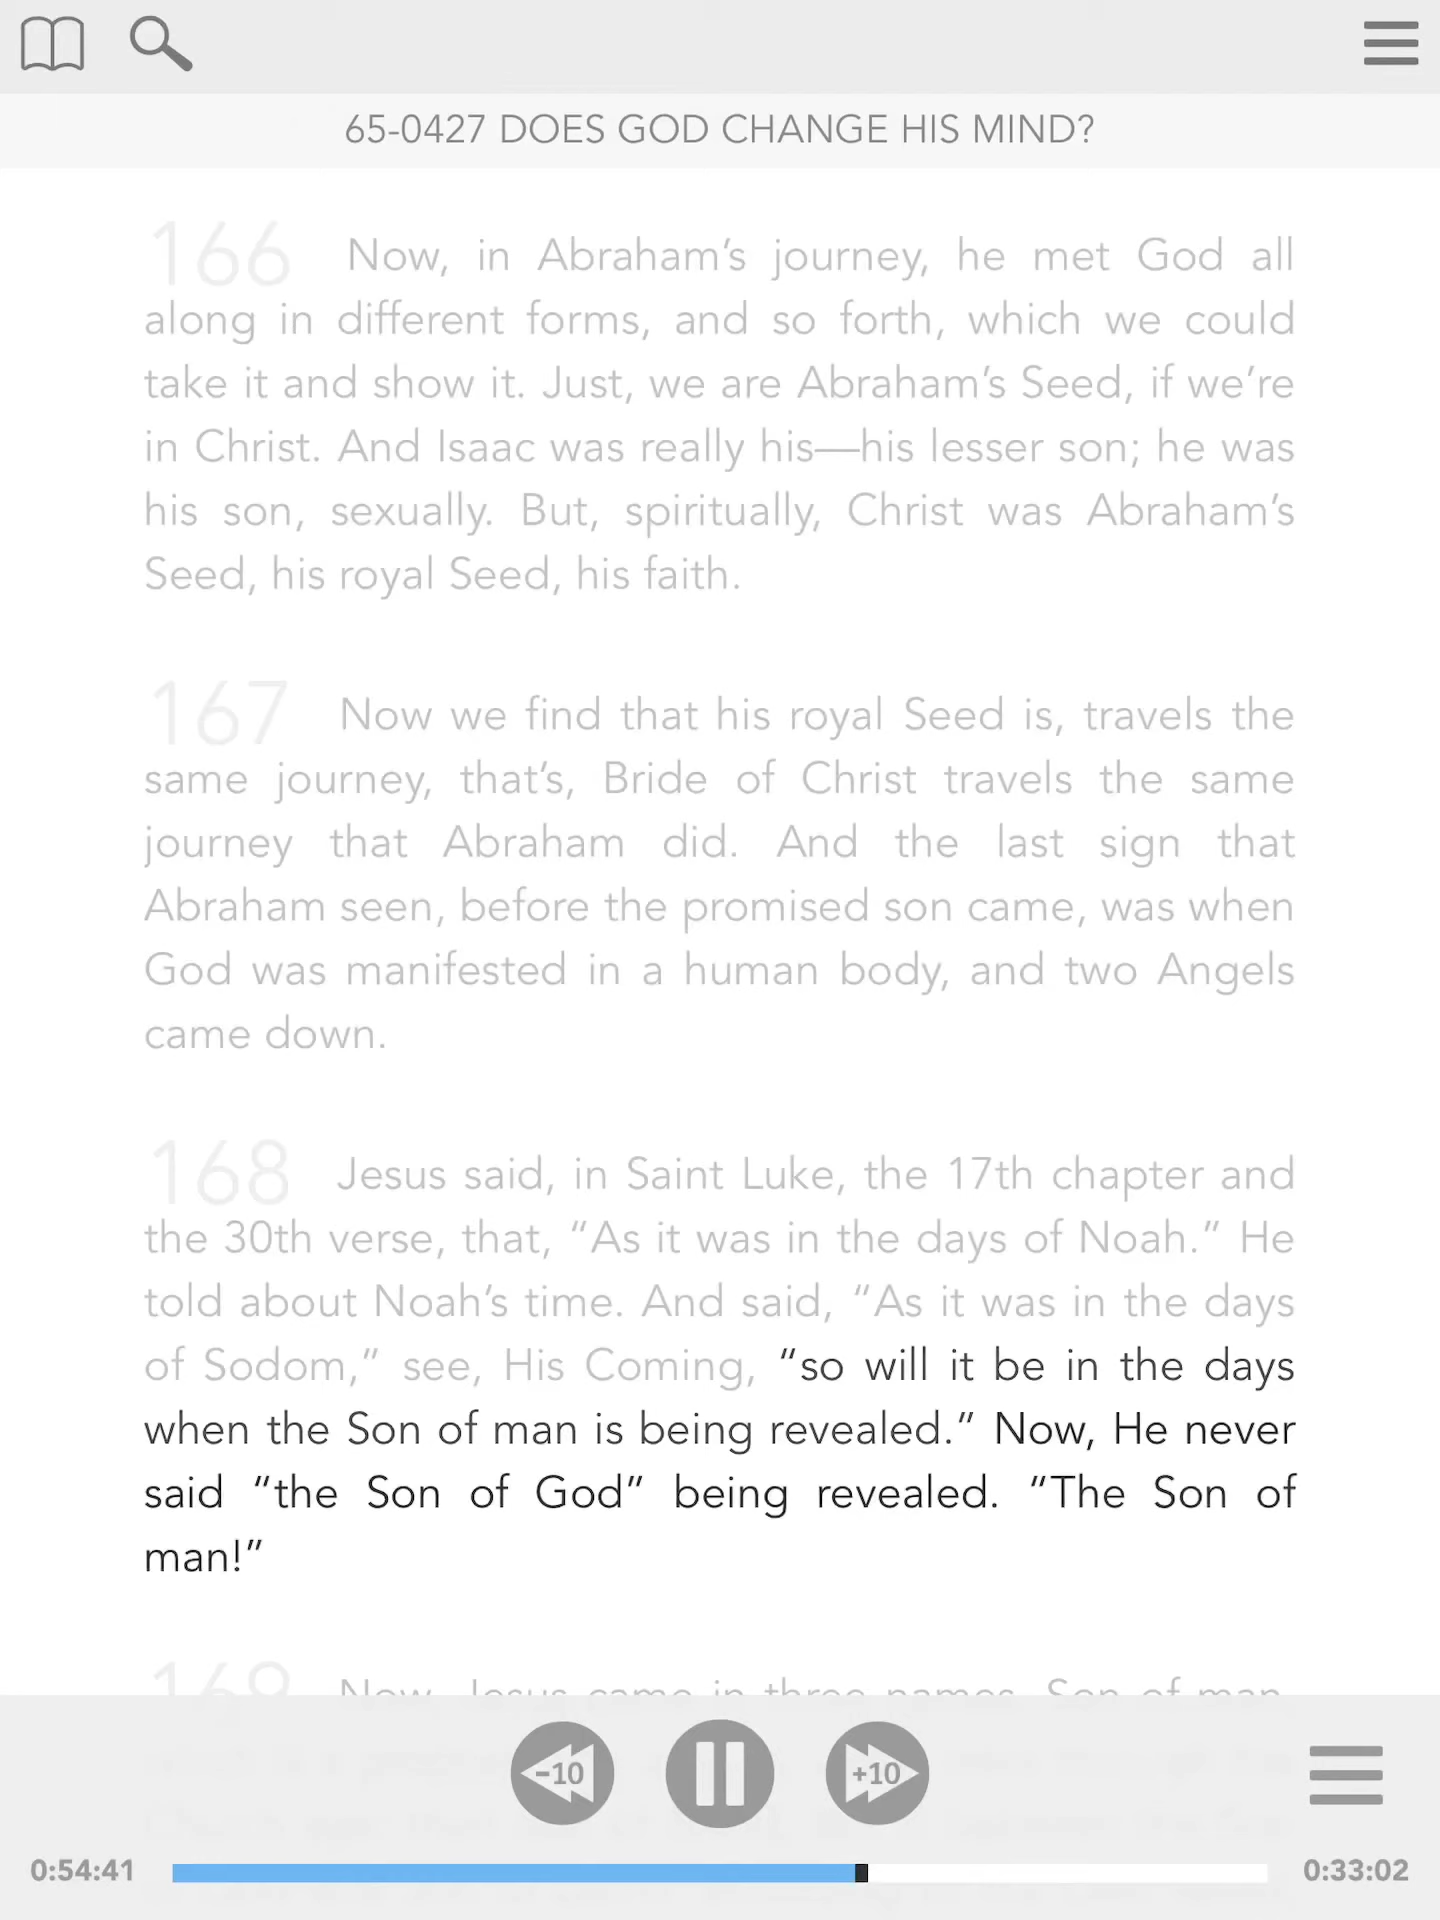 65-0427 DOES GOD CHANGE HIS MIND?
166 Now, in Abraham’s journey, he met God all
along in different forms, and so forth, which we could
take it and show it. Just, we are Abraham’s Seed, if we’re
in Christ. And Isaac was really his—his lesser son; he was
his son, sexually. But, spiritually, Christ was Abraham’s
Seed, his royal Seed, his faith.
167 Now we find that his royal Seed is, travels the
same journey, that’s, Bride of Christ travels the same
journey that Abraham did. And the last sign that
Abraham seen, before the promised son came, was when
God was manifested in a human body, and two Angels
came down.
168 Jesus said, in Saint Luke, the 17th chapter and
the 30th verse, that, “As it was in the days of Noah.” He
told about Noah’s time. And said, “As it was in the days
of Sodom,” see, His Coming, “so will it be in the days
when the Son of man is being revealed.” Now, He never
said “the Son of God” being revealed. “The Son of
man!”
169 Now, Jesus came in three names. Son of man,
-10 +10
0:54:41 0:33:02